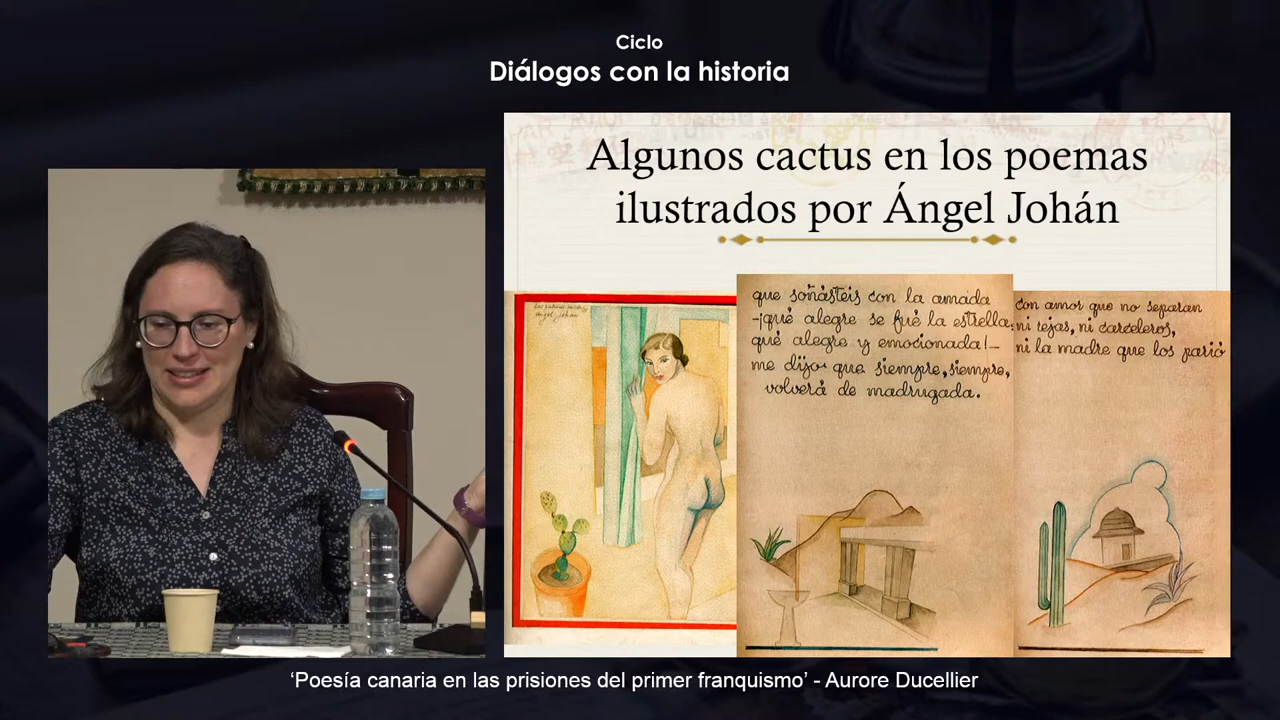 Ciclo
Diálogos con la historia
Algunos cactus en los poemas
ilustrados por Ángel Johán
que soñásteis con la amada
-¡qué alegre se fué la estrella,
qué alegre y emocionada!-
me dijo que siempre, siempre,
volverá de madrugada.
con amor que no separan
ni rejas, ni carceleros,
ni la madre que los parió
Ángel Johán
'Poesía canaria en las prisiones del primer franquismo' - Aurore Ducellier